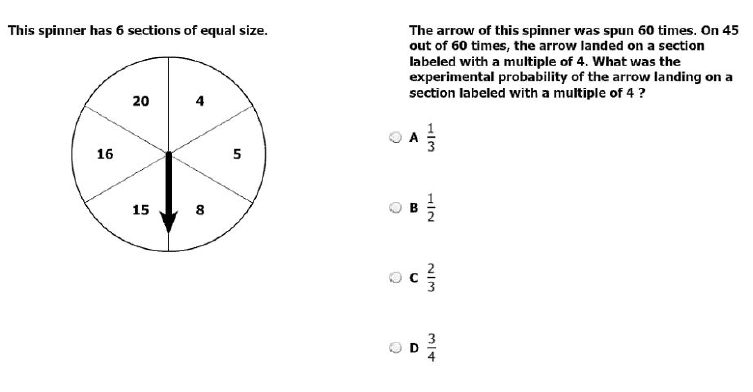 This spinner has 6 sections of equal size.
20 4
16 5
15 8
The arrow of this spinner was spun 60 times. On 45
out of 60 times, the arrow landed on a section
labeled with a multiple of 4. What was the
experimental probability of the arrow landing on a
section labeled with a multiple of 4 ?
A 1/3
B 1/2
C 2/3
D 3/4